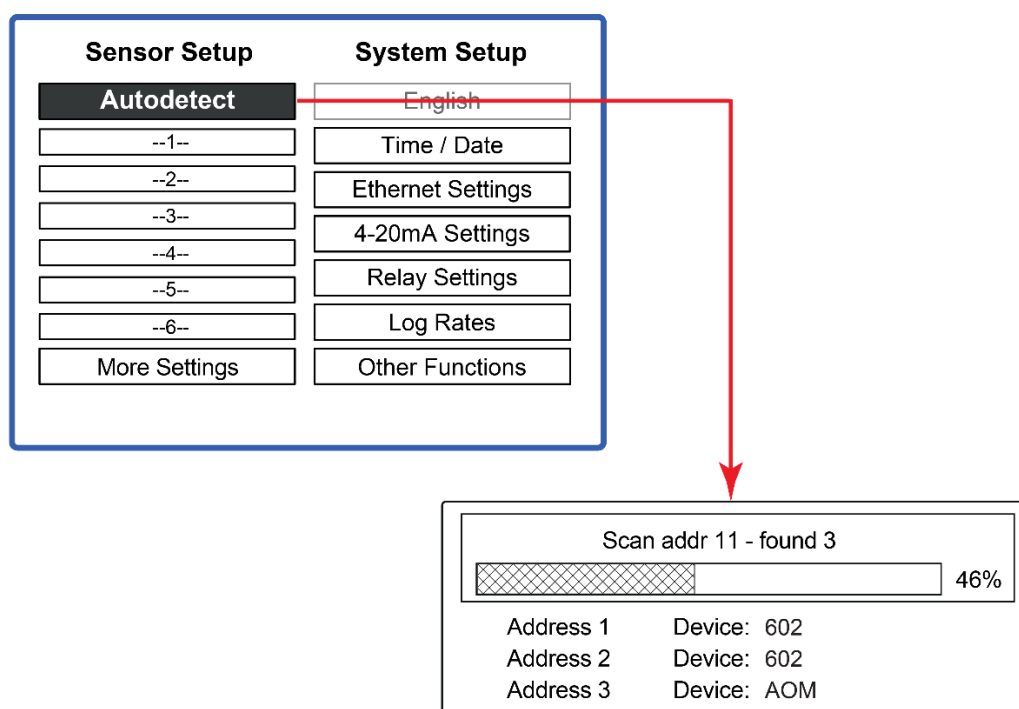 Sensor Setup
Autodetect
--1--
--2--
--3--
--4--
--5--
--6--
More Settings
System Setup
English
Time / Date
Ethernet Settings
4-20mA Settings
Relay Settings
Log Rates
Other Functions
Scan addr 11 - found 3
46%
Address 1 Device: 602
Address 2 Device: 602
Address 3 Device: AOM